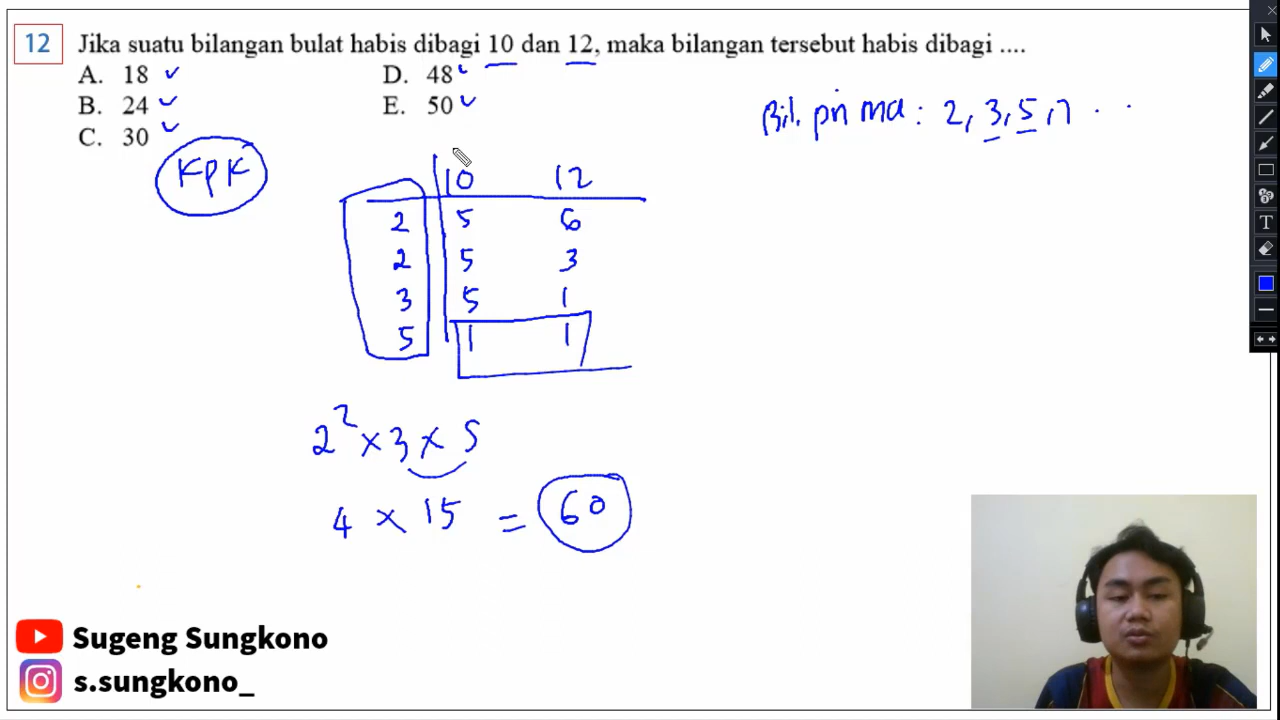 12 Jika suatu bilangan bulat habis dibagi 10 dan 12, maka bilangan tersebut habis dibagi ....
A. 18 ✓ D. 48 ✓
B. 24 ✓ E. 50 ✓
C. 30 ✓
Bil. prima : 2, 3, 5, 7 . .
KPK
10 12
2 5 6
2 5 3
3 5 1
5 1 1
2² × 3 × 5
4 × 15 = 60
Sugeng Sungkono
s.sungkono_
T